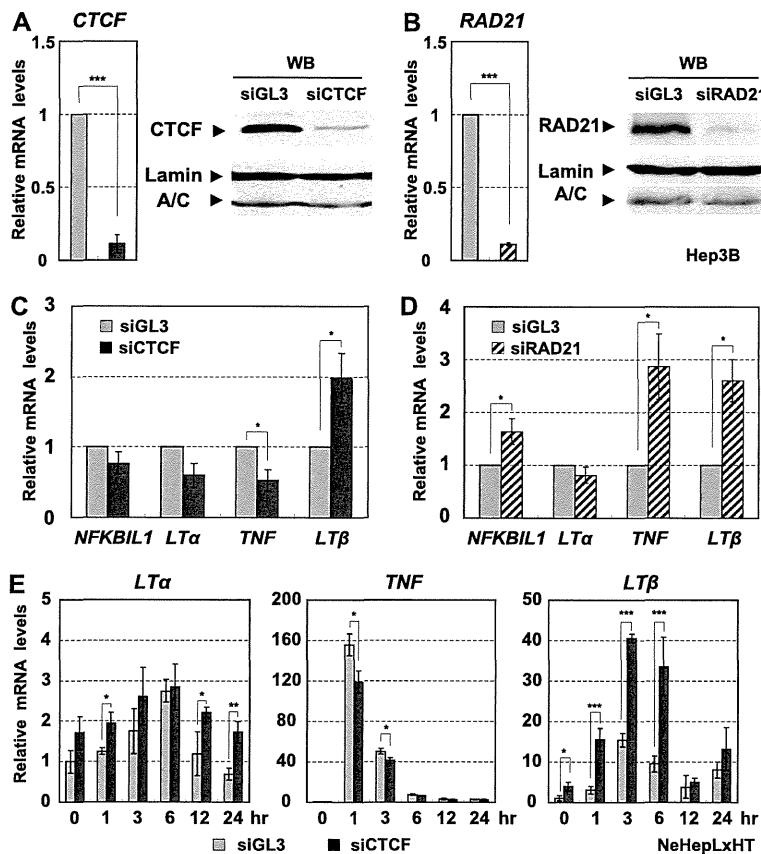 A
CTCF
Relative mRNA levels
1.5
1
0.5
0
***
WB
siGL3 siCTCF
CTCF
Lamin
A/C
B
RAD21
Relative mRNA levels
1.5
1
0.5
0
***
WB
siGL3 siRAD21
RAD21
Lamin
A/C
Hep3B
C
Relative mRNA levels
3
2
1
0
siGL3
siCTCF
*
*
NFKBIL1 LTα TNF LTβ
D
Relative mRNA levels
4
3
2
1
0
siGL3
siRAD21
*
*
*
NFKBIL1 LTα TNF LTβ
E
LTα
Relative mRNA levels
5
4
3
2
1
0
*
*
**
0 1 3 6 12 24 hr
TNF
200
160
120
80
40
0
*
*
0 1 3 6 12 24 hr
LTβ
50
40
30
20
10
0
*
***
***
***
0 1 3 6 12 24 hr
siGL3 siCTCF
NeHepLxHT